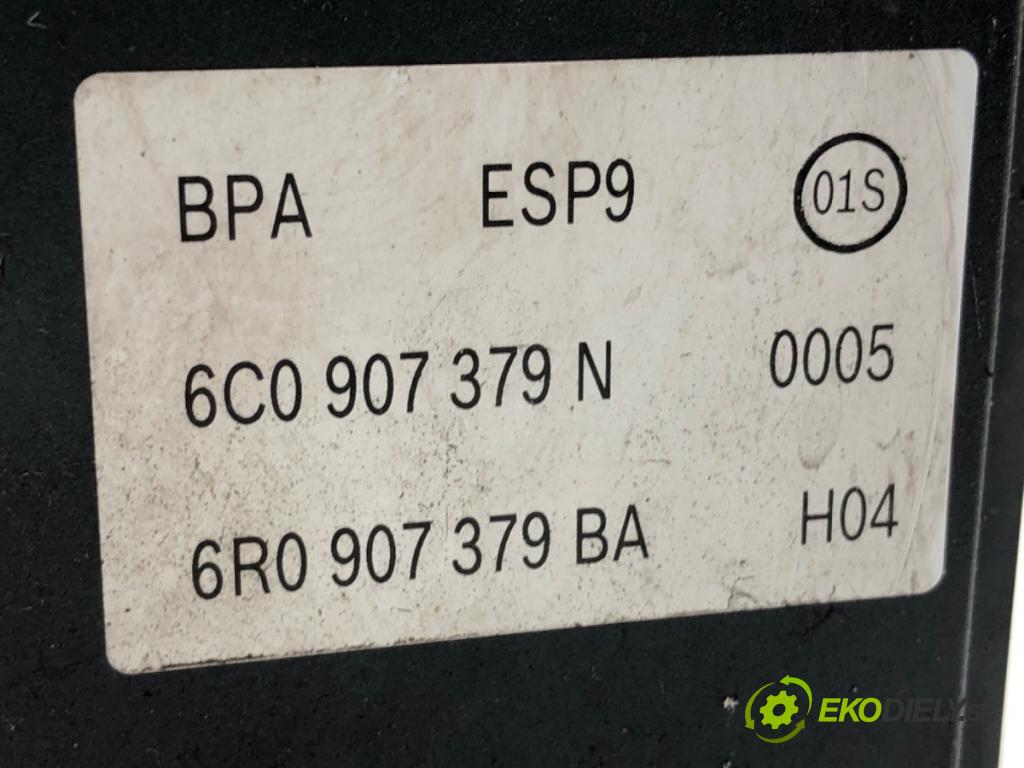 BPA ESP9 01S
6C0 907 379 N 0005
6R0 907 379 BA H04
EKODIELY.s